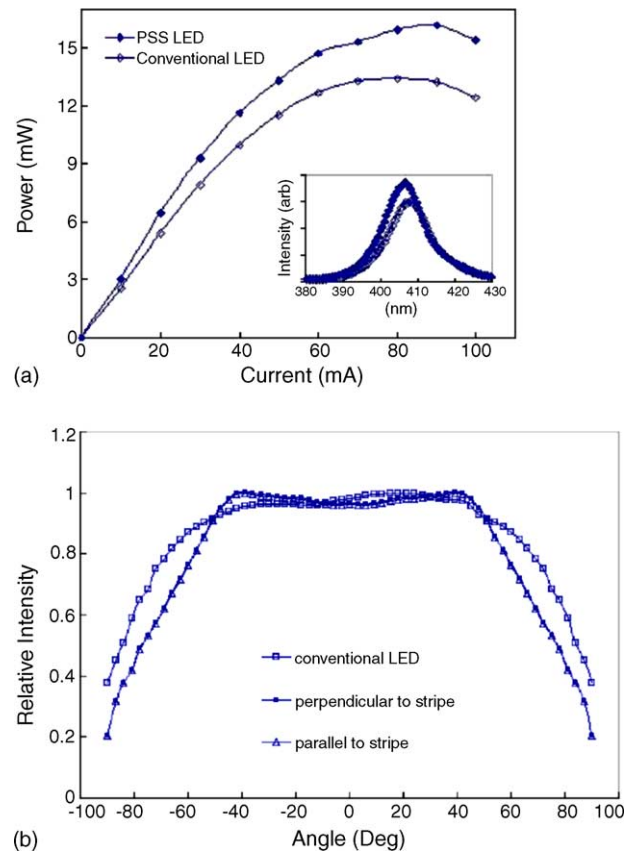 15
12
9
6
3
0
Power (mW)
PSS LED
Conventional LED
Intensity (arb)
380 390 400 410 420 430
(nm)
0 20 40 60 80 100
(a) Current (mA)
1.2
1
0.8
0.6
0.4
0.2
0
Relative Intensity
conventional LED
perpendicular to stripe
parallel to stripe
-100 -80 -60 -40 -20 0 20 40 60 80 100
(b) Angle (Deg)